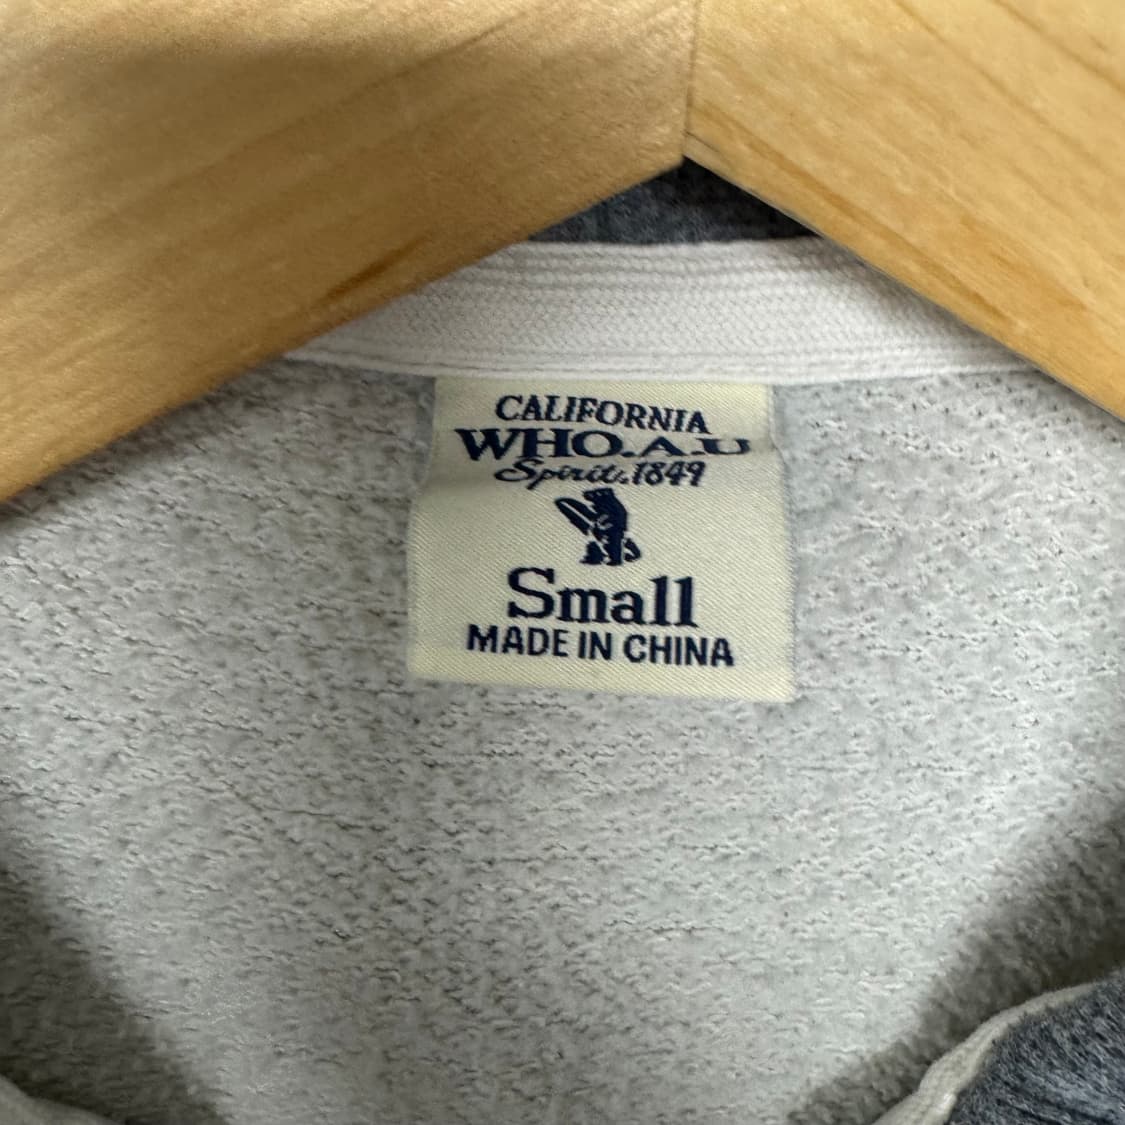 CALIFORNIA
WHO.A.U
Spirit.1849
Small
MADE IN CHINA